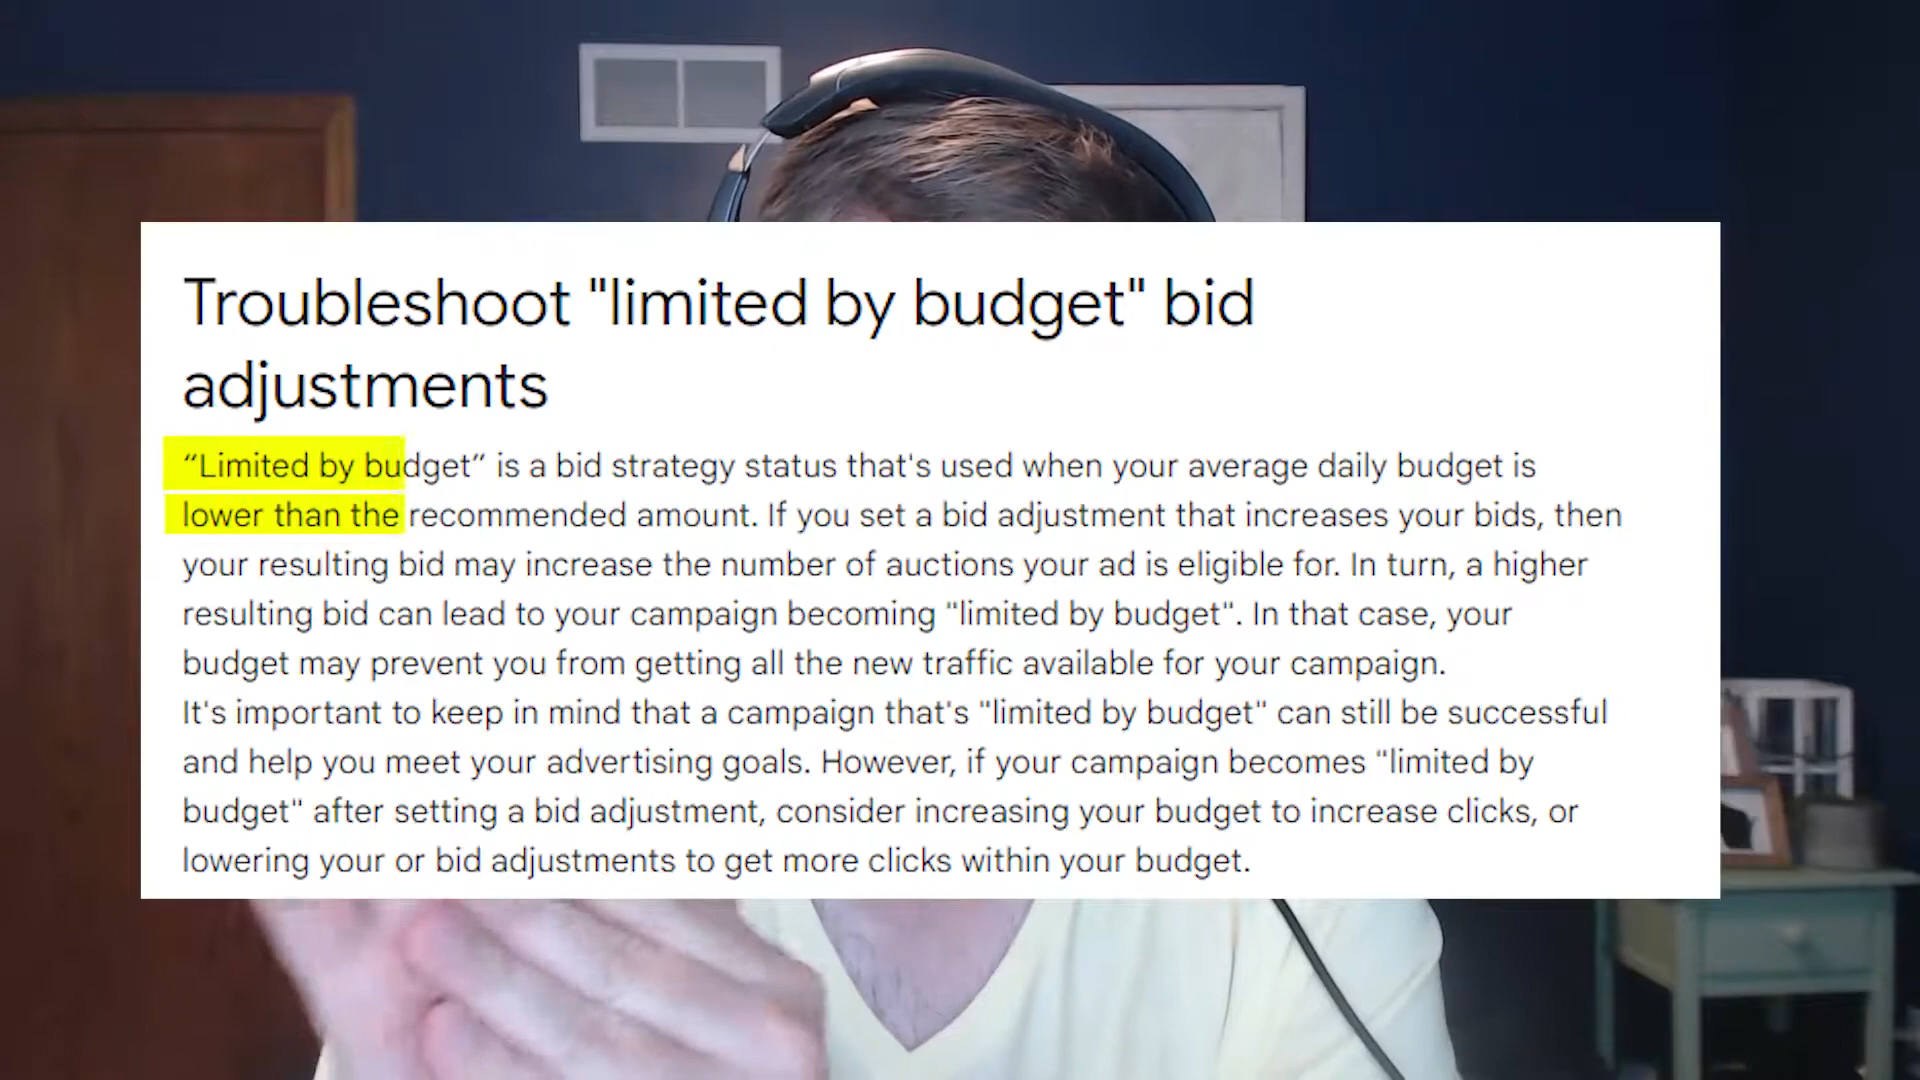 Troubleshoot "limited by budget" bid
adjustments
“Limited by budget” is a bid strategy status that's used when your average daily budget is
lower than the recommended amount. If you set a bid adjustment that increases your bids, then
your resulting bid may increase the number of auctions your ad is eligible for. In turn, a higher
resulting bid can lead to your campaign becoming "limited by budget". In that case, your
budget may prevent you from getting all the new traffic available for your campaign.
It's important to keep in mind that a campaign that's "limited by budget" can still be successful
and help you meet your advertising goals. However, if your campaign becomes "limited by
budget" after setting a bid adjustment, consider increasing your budget to increase clicks, or
lowering your or bid adjustments to get more clicks within your budget.